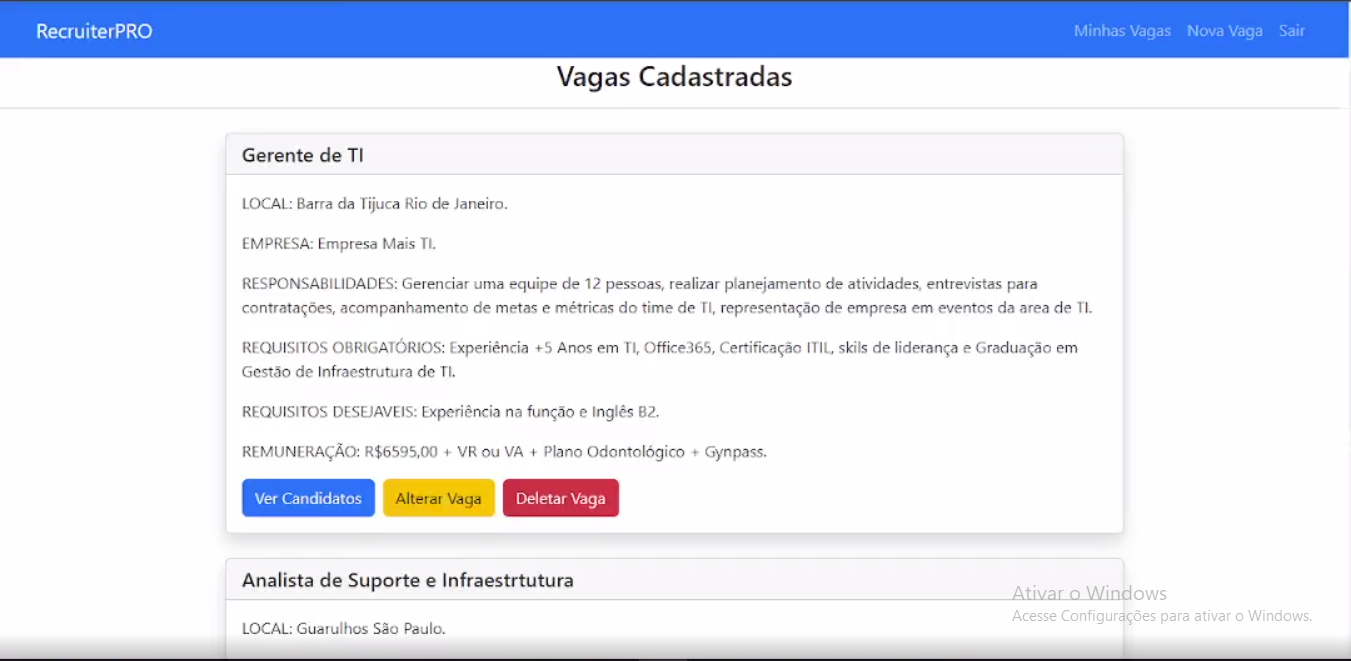 RecruiterPRO
Minhas Vagas Nova Vaga Sair
Vagas Cadastradas
Gerente de TI
LOCAL: Barra da Tijuca Rio de Janeiro.
EMPRESA: Empresa Mais TI.
RESPONSABILIDADES: Gerenciar uma equipe de 12 pessoas, realizar planejamento de atividades, entrevistas para
contratações, acompanhamento de metas e métricas do time de TI, representação de empresa em eventos da area de TI.
REQUISITOS OBRIGATÓRIOS: Experiência +5 Anos em TI, Office365, Certificação ITIL, skils de liderança e Graduação em
Gestão de Infraestrutura de TI.
REQUISITOS DESEJAVEIS: Experiência na função e Inglês B2.
REMUNERAÇÃO: R$6595,00 + VR ou VA + Plano Odontológico + Gynpass.
Ver Candidatos Alterar Vaga Deletar Vaga
Analista de Suporte e Infraestrtutura
LOCAL: Guarulhos São Paulo.
Ativar o Windows
Acesse Configurações para ativar o Windows.